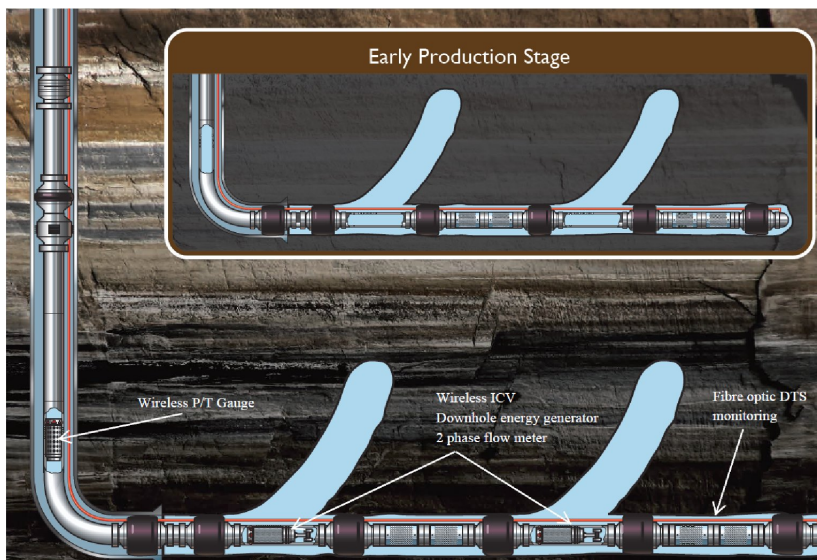 Early Production Stage
Wireless P/T Gauge
Wireless ICV
Downhole energy generator
2 phase flow meter
Fibre optic DTS
monitoring